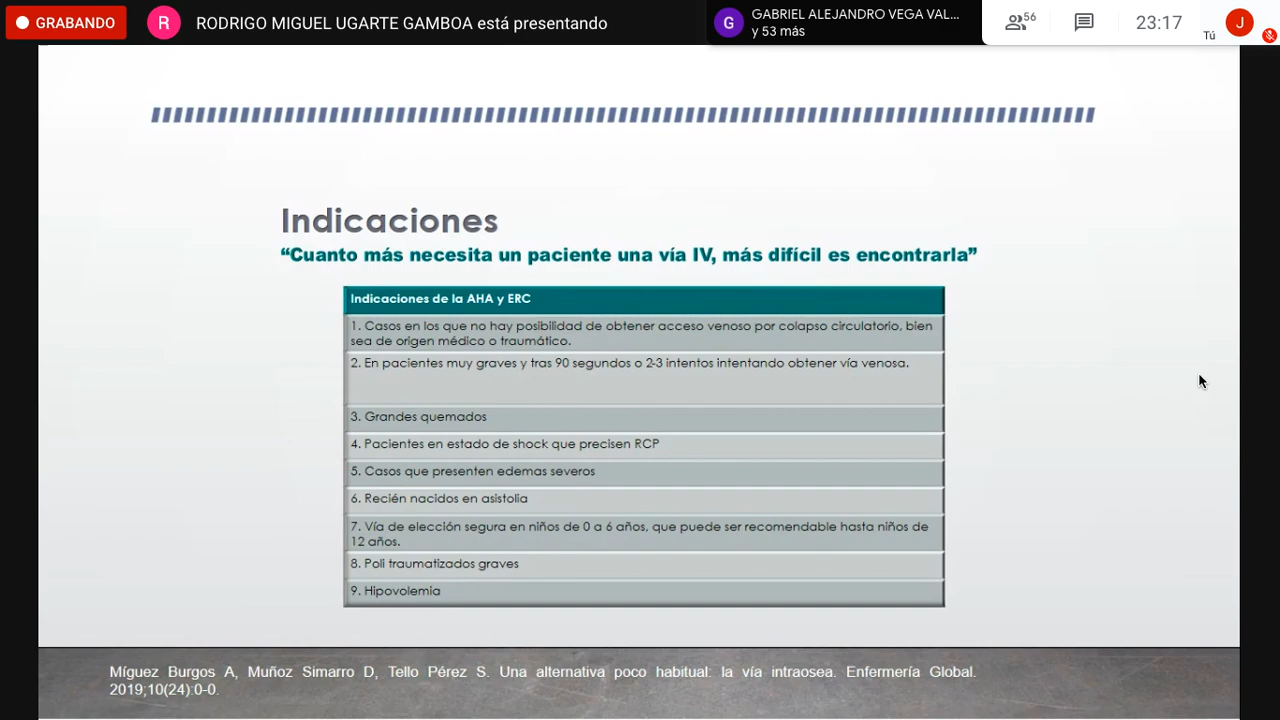 GRABANDO
R
RODRIGO MIGUEL UGARTE GAMBOA está presentando
G
GABRIEL ALEJANDRO VEGA VAL...
y 53 más
56
23:17
Tú
J
Indicaciones
“Cuanto más necesita un paciente una vía IV, más difícil es encontrarla”
Indicaciones de la AHA y ERC
1. Casos en los que no hay posibilidad de obtener acceso venoso por colapso circulatorio, bien
sea de origen médico o traumático.
2. En pacientes muy graves y tras 90 segundos o 2-3 intentos intentando obtener vía venosa.
3. Grandes quemados
4. Pacientes en estado de shock que precisen RCP
5. Casos que presenten edemas severos
6. Recién nacidos en asistolia
7. Vía de elección segura en niños de 0 a 6 años, que puede ser recomendable hasta niños de
12 años.
8. Poli traumatizados graves
9. Hipovolemia
Míguez Burgos A, Muñoz Simarro D, Tello Pérez S. Una alternativa poco habitual: la vía intraosea. Enfermería Global.
2019;10(24):0-0.